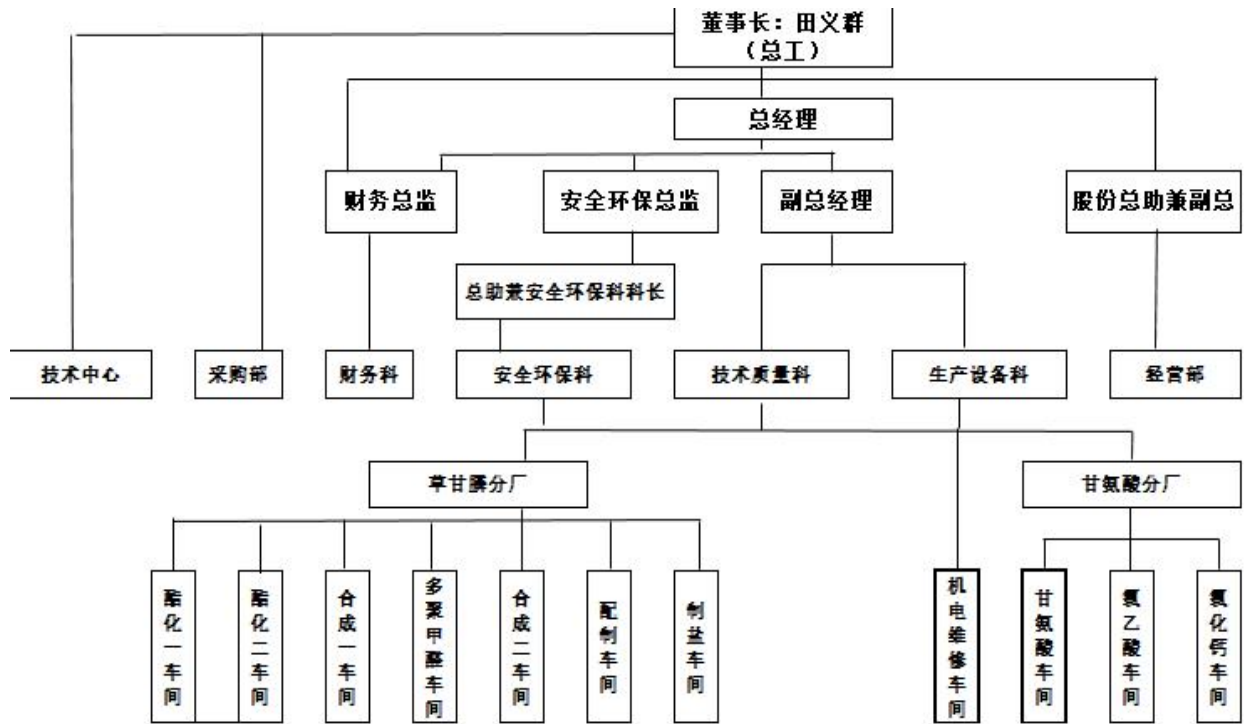 董事长：田义群
（总工）
总经理
财务总监
安全环保总监
副总经理
股份总助兼副总
总助兼安全环保科科长
技术中心
采购部
财务科
安全环保科
技术质量科
生产设备科
经营部
草甘膦分厂
甘氨酸分厂
酯化一车间
酯化二车间
合成一车间
多聚甲醛车间
合成二车间
配制车间
制盐车间
机电维修车间
甘氨酸车间
氯乙酸车间
氯化钙车间